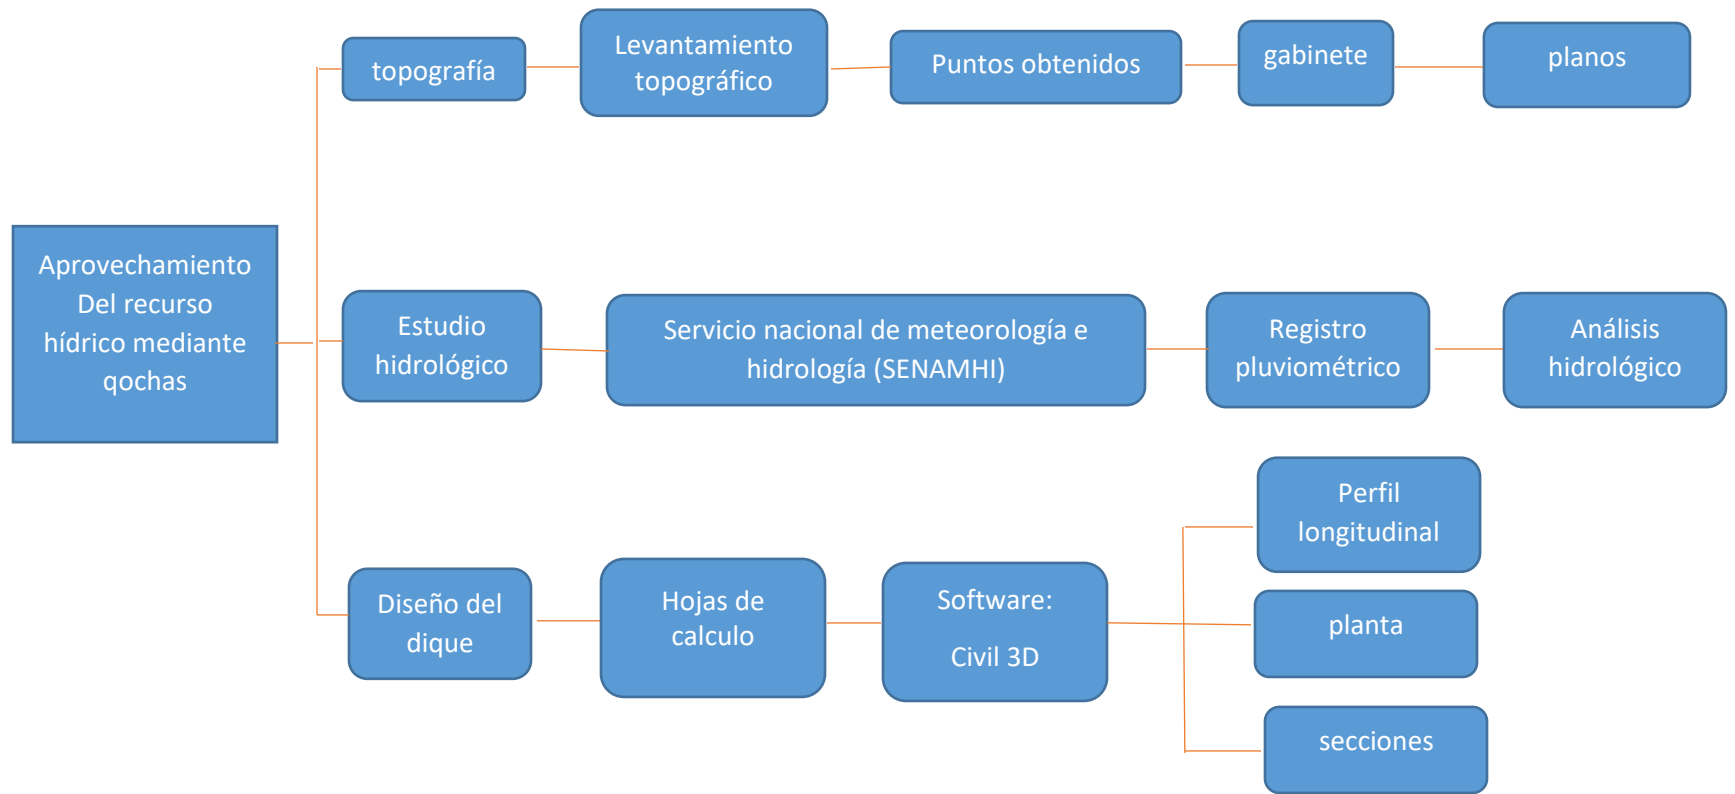 topografía
Levantamiento
topográfico
Puntos obtenidos
gabinete
planos
Aprovechamiento
Del recurso
hídrico mediante
qochas
Estudio
hidrológico
Servicio nacional de meteorología e
hidrología (SENAMHI)
Registro
pluviométrico
Análisis
hidrológico
Diseño del
dique
Hojas de
calculo
Software:
Civil 3D
Perfil
longitudinal
planta
secciones